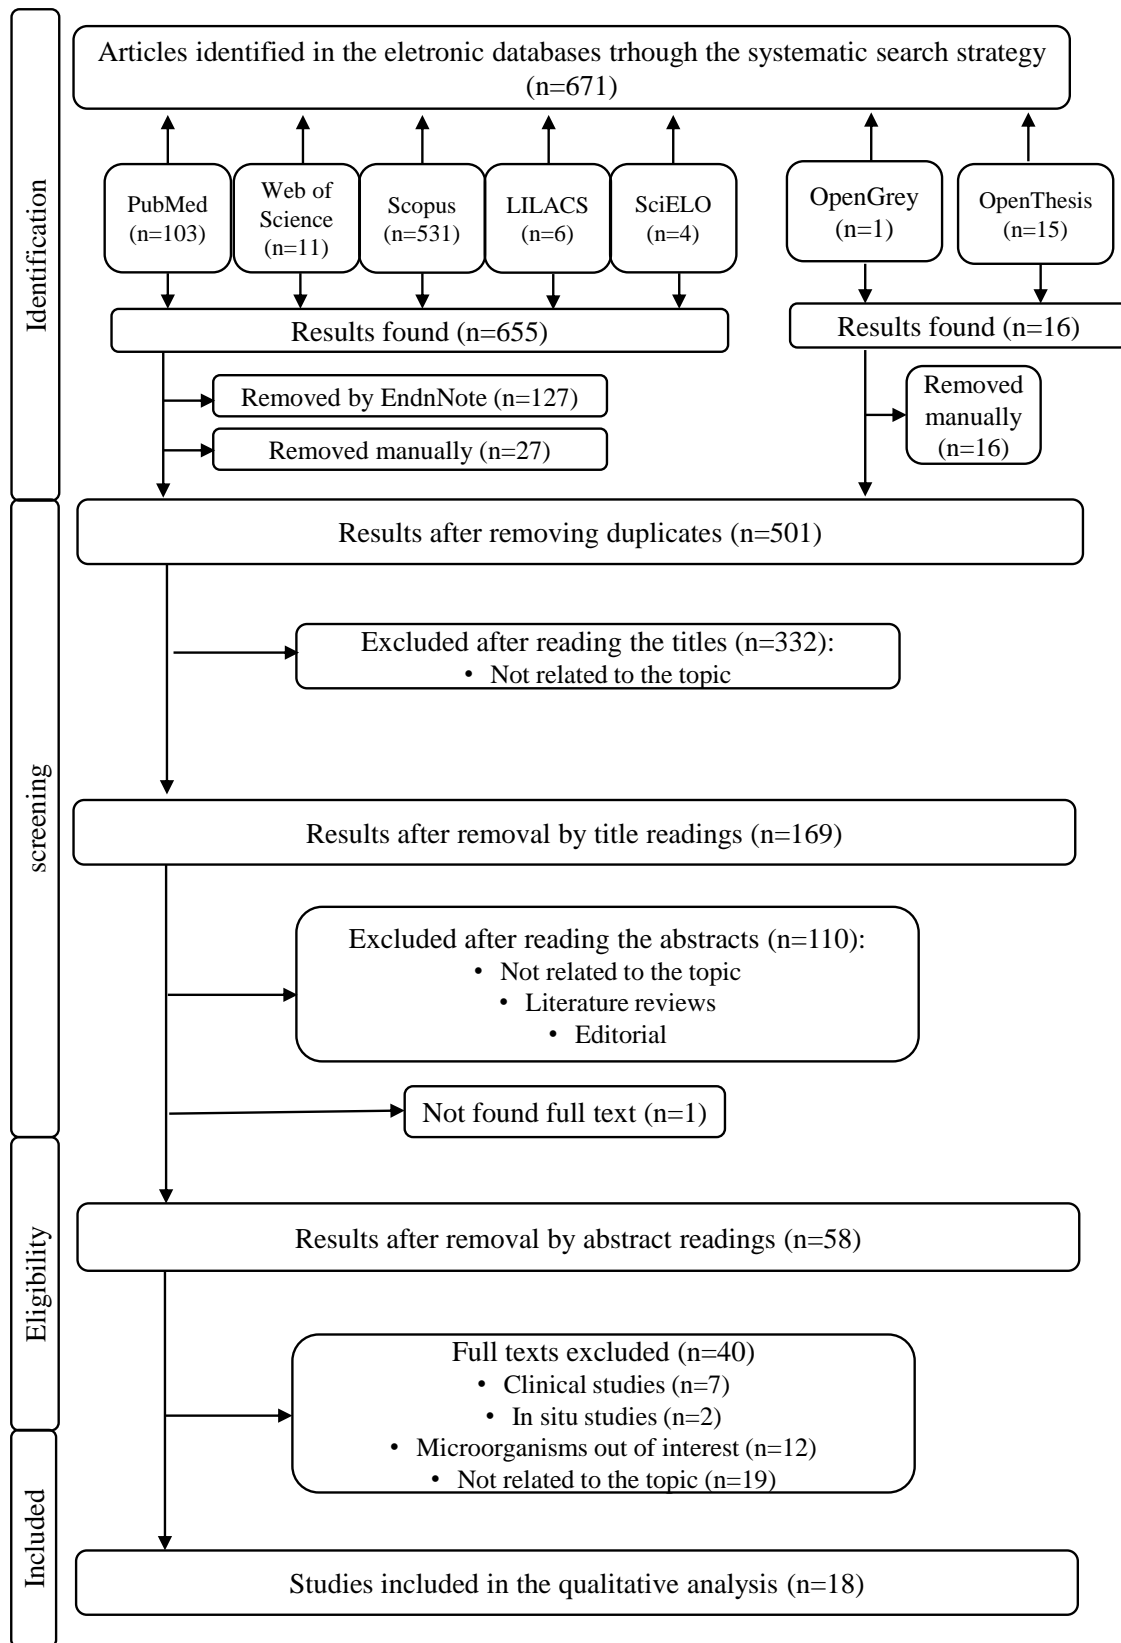 Articles identified in the eletronic databases trhough the systematic search strategy
(n=671)
PubMed
(n=103)
Web of
Science
(n=11)
Scopus
(n=531)
LILACS
(n=6)
SciELO
(n=4)
OpenGrey
(n=1)
OpenThesis
(n=15)
Identification
Results found (n=655)
Results found (n=16)
Removed by EndnNote (n=127)
Removed manually (n=27)
Removed
manually
(n=16)
Results after removing duplicates (n=501)
screening
Excluded after reading the titles (n=332):
• Not related to the topic
Results after removal by title readings (n=169)
Excluded after reading the abstracts (n=110):
• Not related to the topic
• Literature reviews
• Editorial
Not found full text (n=1)
Eligibility
Results after removal by abstract readings (n=58)
Full texts excluded (n=40)
• Clinical studies (n=7)
• In situ studies (n=2)
• Microorganisms out of interest (n=12)
• Not related to the topic (n=19)
Included
Studies included in the qualitative analysis (n=18)